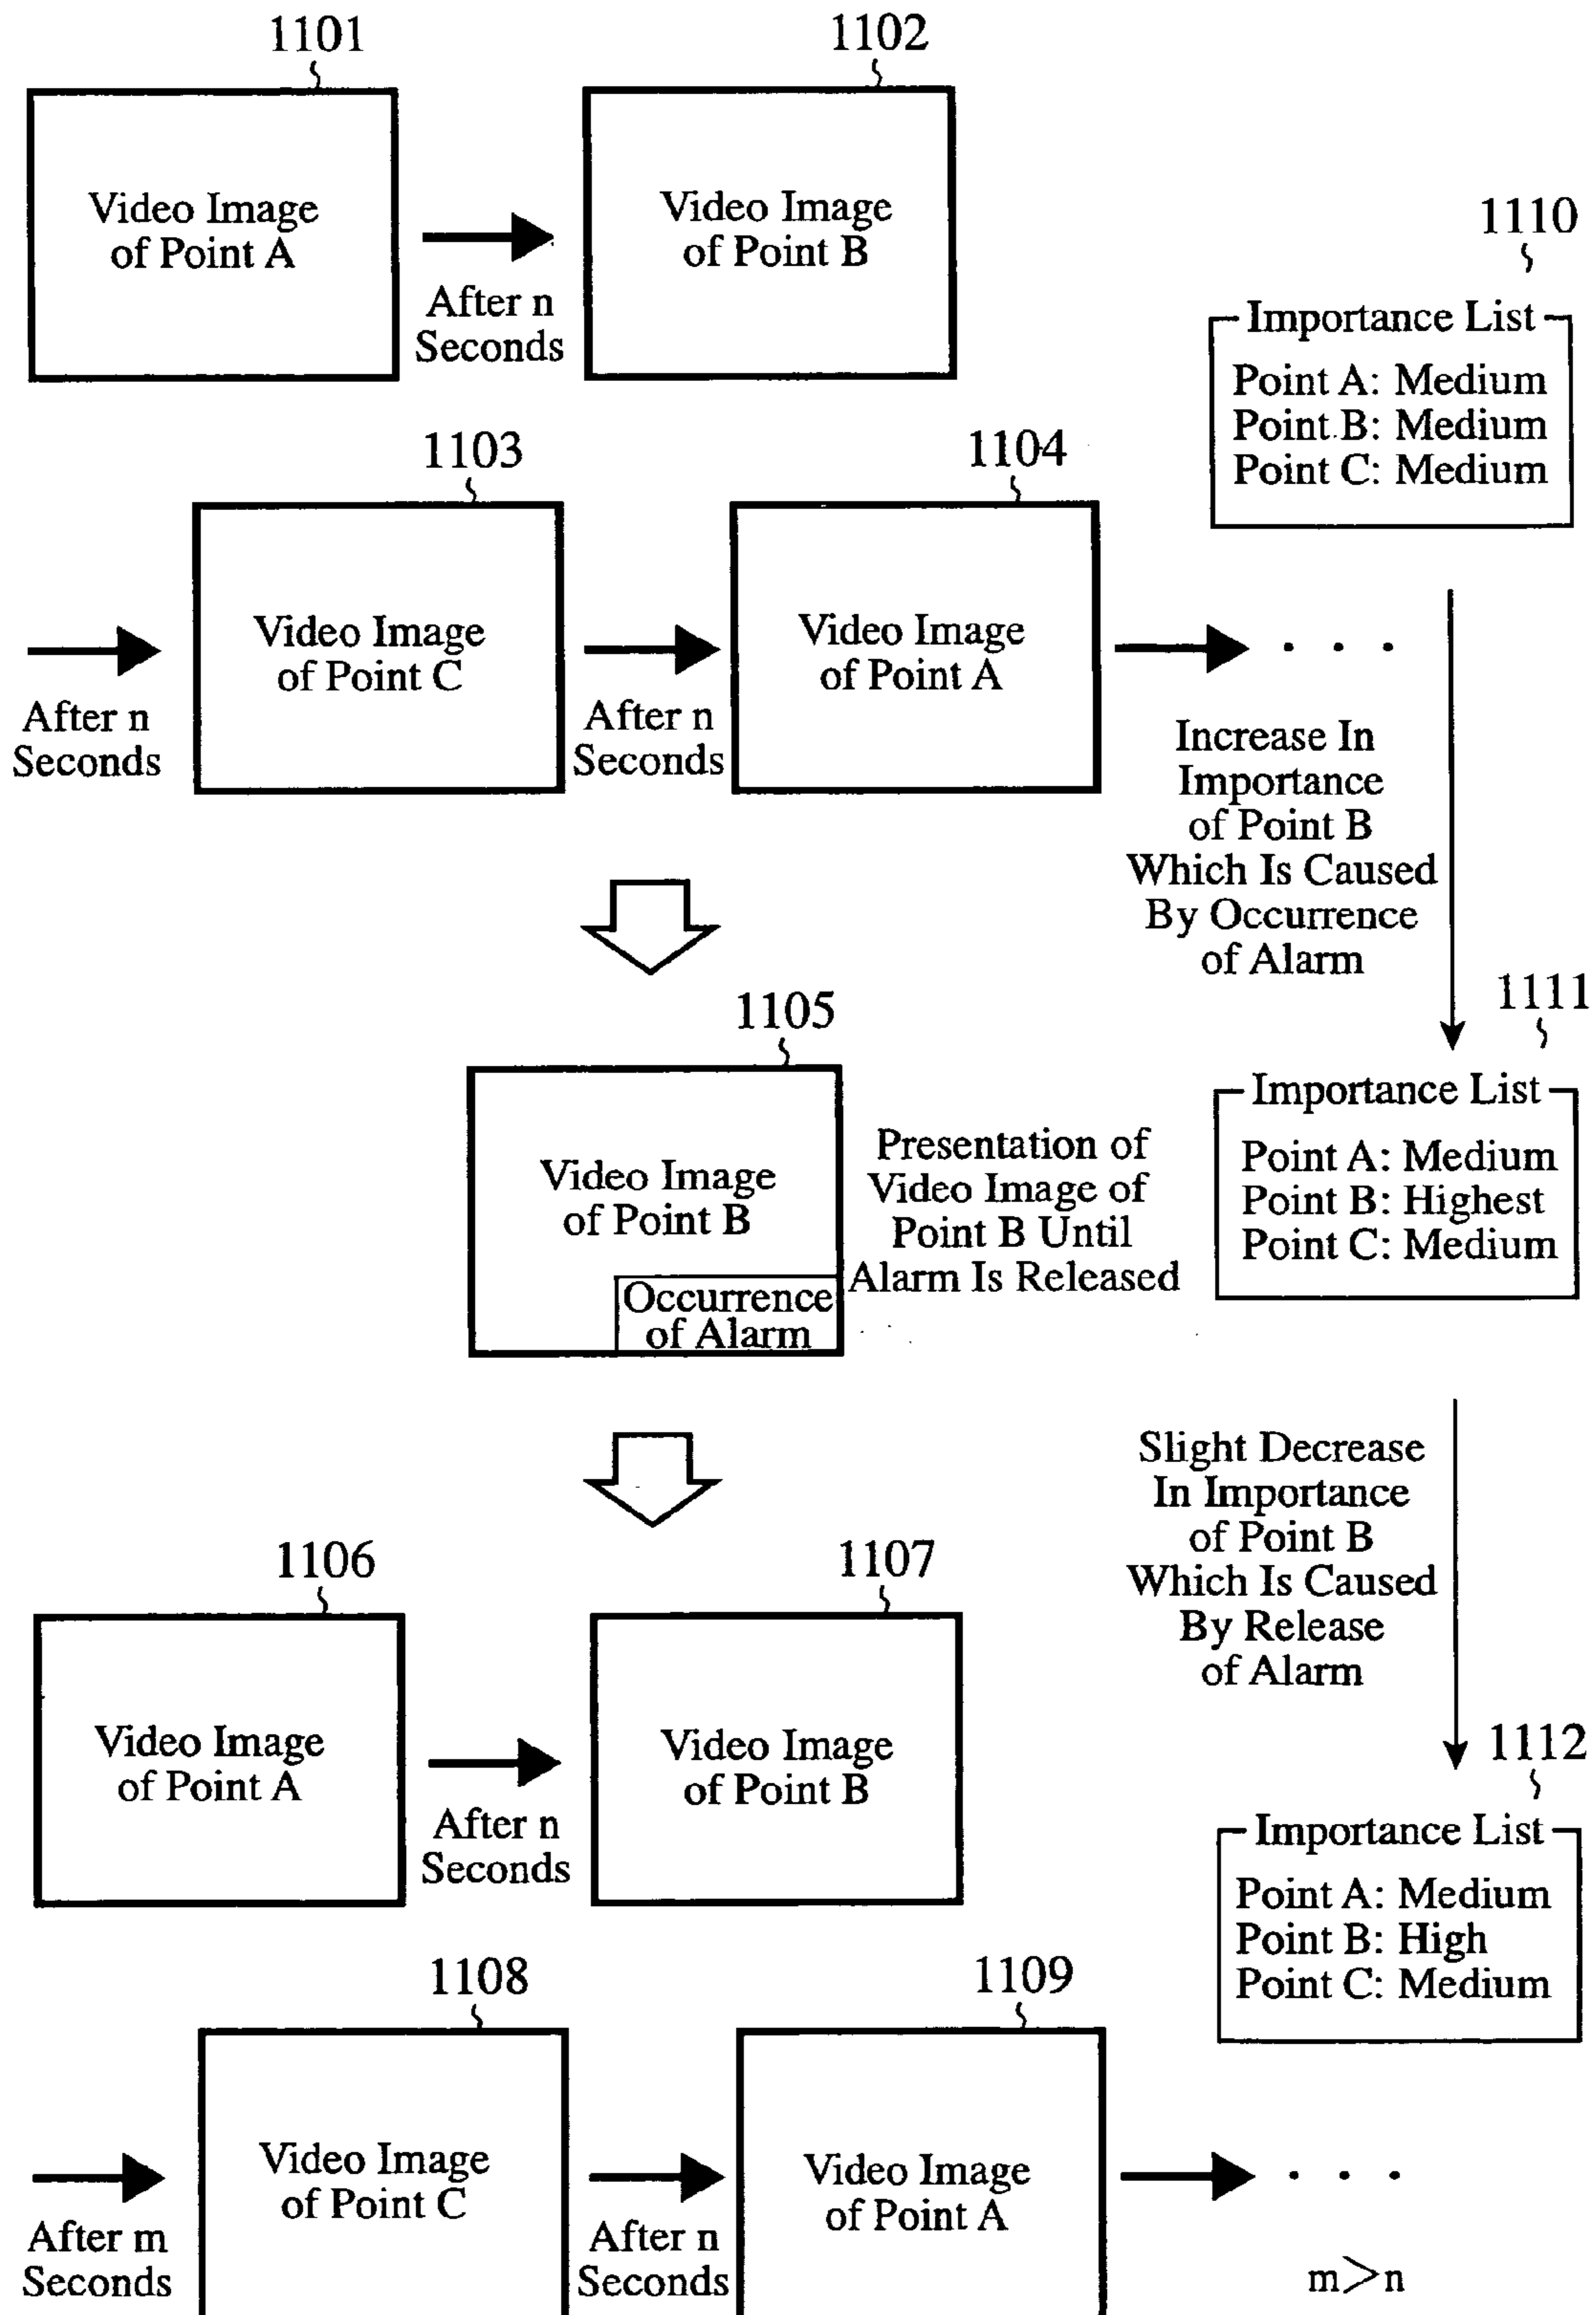 1101
1102
Video Image
of Point A
After n
Seconds
Video Image
of Point B
1110
Importance List
Point A: Medium
Point B: Medium
Point C: Medium
1103
1104
After n
Seconds
Video Image
of Point C
After n
Seconds
Video Image
of Point A
. . .
Increase In
Importance
of Point B
Which Is Caused
By Occurrence
of Alarm
1105
Video Image
of Point B
Occurrence
of Alarm
Presentation of
Video Image of
Point B Until
Alarm Is Released
1111
Importance List
Point A: Medium
Point B: Highest
Point C: Medium
Slight Decrease
In Importance
of Point B
Which Is Caused
By Release
of Alarm
1106
1107
Video Image
of Point A
After n
Seconds
Video Image
of Point B
1112
Importance List
Point A: Medium
Point B: High
Point C: Medium
1108
1109
After m
Seconds
Video Image
of Point C
After n
Seconds
Video Image
of Point A
. . .
m>n